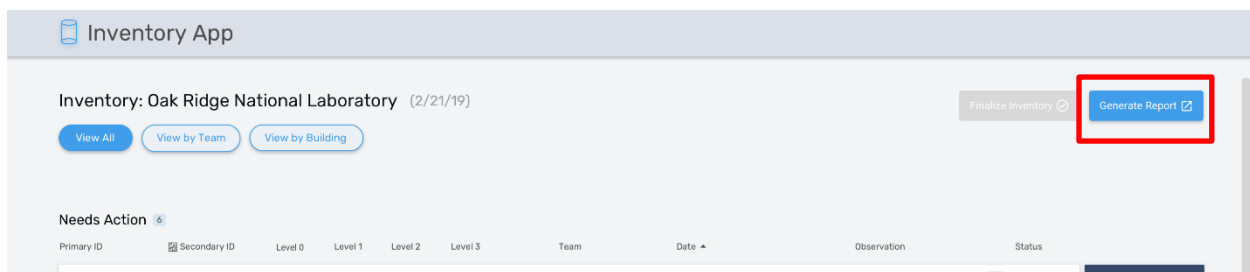 Inventory App
Inventory: Oak Ridge National Laboratory (2/21/19)
Finalize Inventory Generate Report
View All View by Team View by Building
Needs Action 6
Primary ID Secondary ID Level 0 Level 1 Level 2 Level 3 Team Date Observation Status